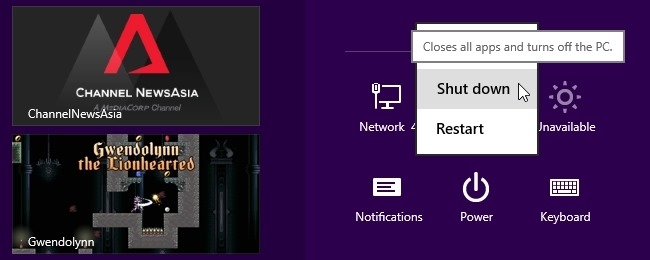 CHANNEL NEWSASIA
A MEDIACORP Channel
ChannelNewsAsia
Gwendolynn
the Lionhearted
Gwendolynn
Closes all apps and turns off the PC.
Shut down
Restart
Network
Unavailable
Notifications
Power
Keyboard